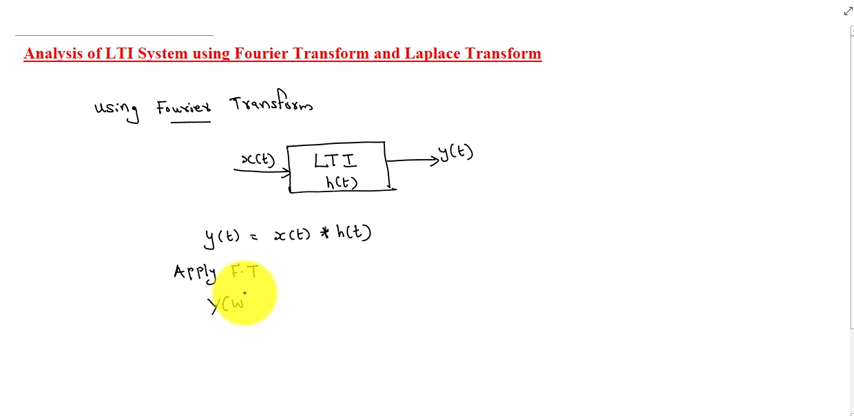 Analysis of LTI System using Fourier Transform and Laplace Transform
using Fourier Transform
x(t) LTI y(t)
h(t)
y(t) = x(t) * h(t)
Apply F.T
Y(w